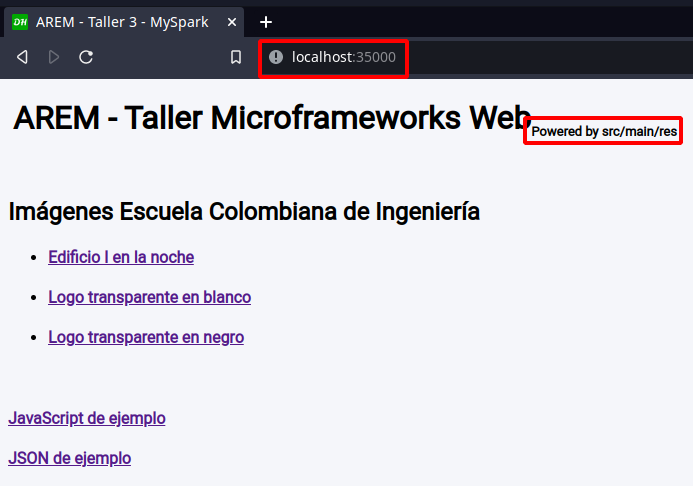 DH AREM - Taller 3 - MySpark
localhost:35000
AREM - Taller Microframeworks Web
Powered by src/main/res
Imágenes Escuela Colombiana de Ingeniería
Edificio I en la noche
Logo transparente en blanco
Logo transparente en negro
JavaScript de ejemplo
JSON de ejemplo